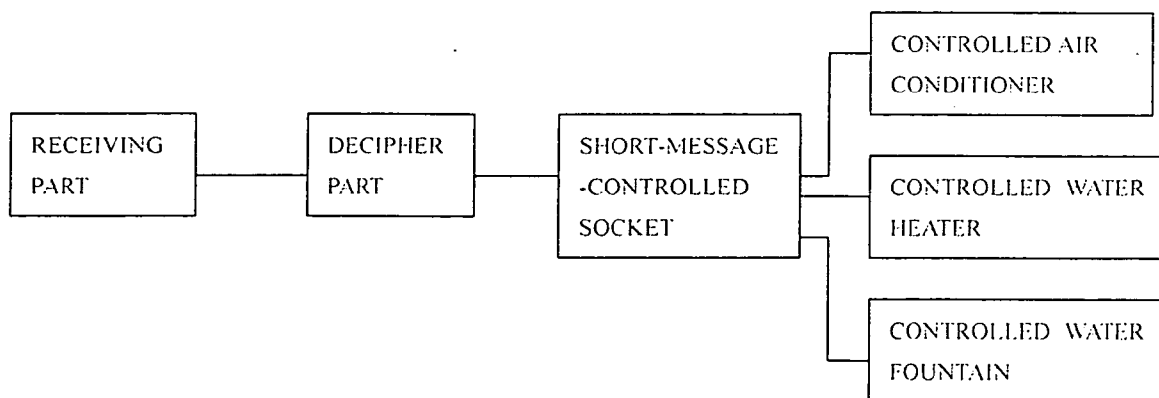 RECEIVING
PART
DECIPHER
PART
SHORT-MESSAGE
-CONTROLLED
SOCKET
CONTROLLED AIR
CONDITIONER
CONTROLLED WATER
HEATER
CONTROLLED WATER
FOUNTAIN